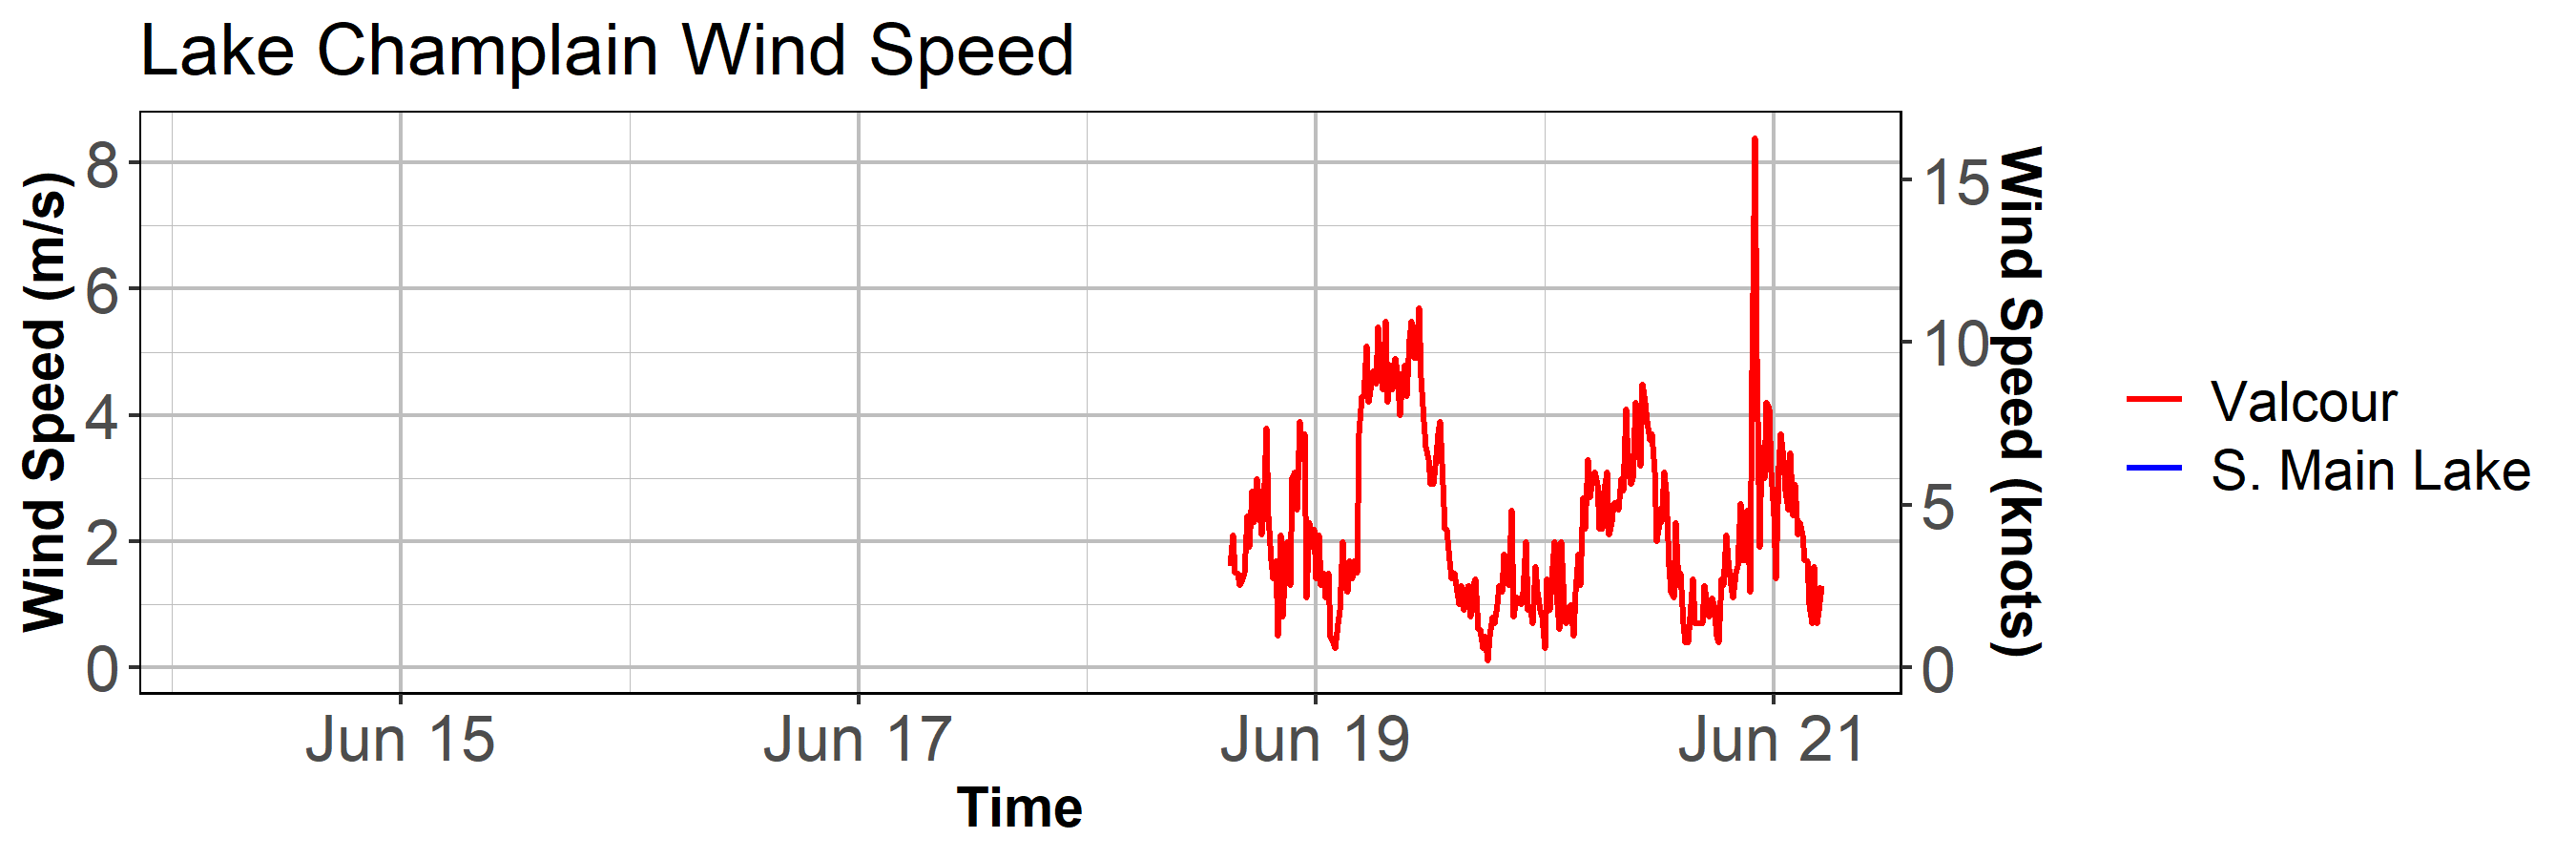 Lake Champlain Wind Speed
Wind Speed (m/s)
8
6
4
2
0
15
10
5
0
Wind Speed (knots)
Jun 15
Jun 17
Jun 19
Jun 21
Time
Valcour
S. Main Lake